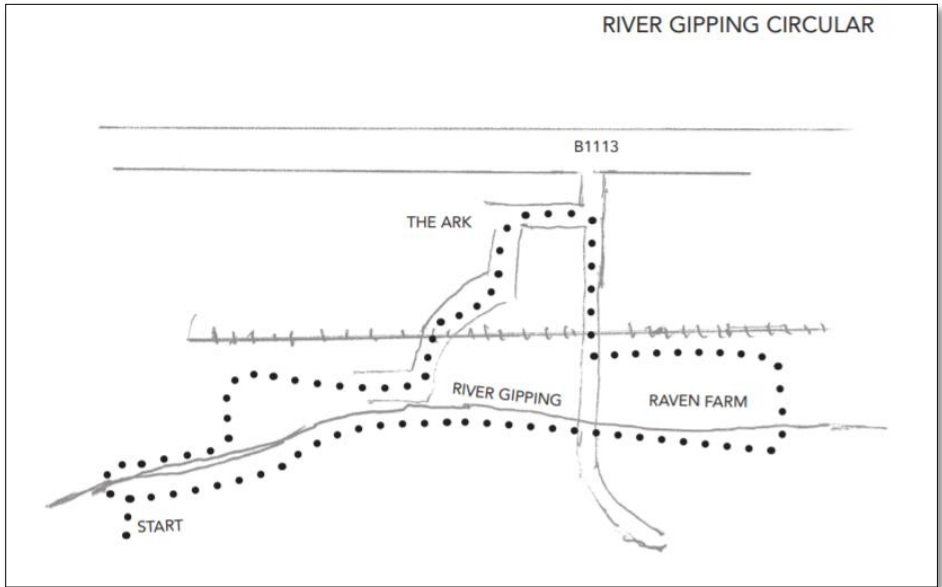 RIVER GIPPING CIRCULAR
B1113
THE ARK
RIVER GIPPING
RAVEN FARM
START